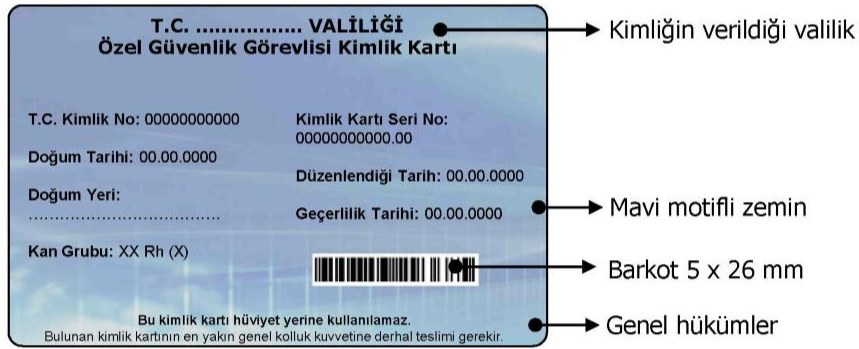 T.C. ................. VALİLİĞİ
Özel Güvenlik Görevlisi Kimlik Kartı
Kimliğin verildiği valilik
T.C. Kimlik No: 00000000000
Kimlik Kartı Seri No:
00000000000.00
Doğum Tarihi: 00.00.0000
Düzenlendiği Tarih: 00.00.0000
Doğum Yeri:
....................................
Geçerlilik Tarihi: 00.00.0000
Mavi motifli zemin
Kan Grubu: XX Rh (X)
Barkot 5 x 26 mm
Bu kimlik kartı hüviyet yerine kullanılamaz.
Bulunan kimlik kartının en yakın genel kolluk kuvvetine derhal teslimi gerekir.
Genel hükümler